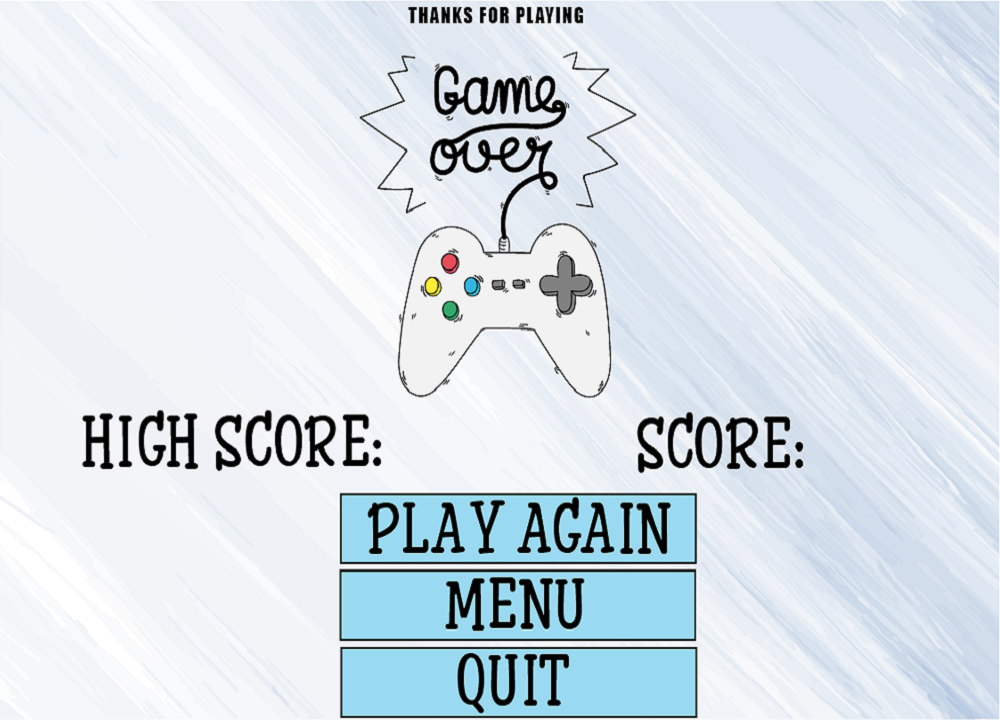 THANKS FOR PLAYING
Game
over
HIGH SCORE: SCORE:
PLAY AGAIN
MENU
QUIT